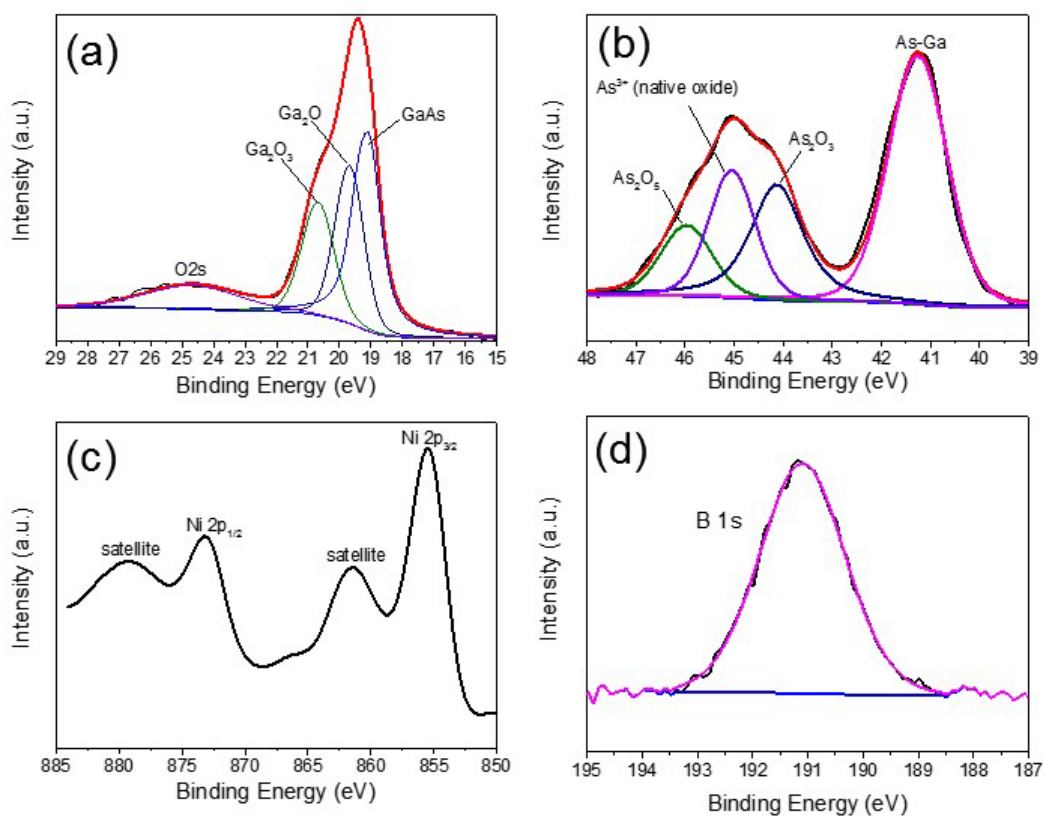 (a)
Ga₂O
GaAs
Ga₂O₃
O2s
Intensity (a.u.)
29 28 27 26 25 24 23 22 21 20 19 18 17 16 15
Binding Energy (eV)
(b)
As-Ga
As³⁺ (native oxide)
As₂O₃
As₂O₅
Intensity (a.u.)
48 47 46 45 44 43 42 41 40 39
Binding Energy (eV)
(c)
Ni 2p₃/₂
Ni 2p₁/₂
satellite
satellite
Intensity (a.u.)
885 880 875 870 865 860 855 850
Binding Energy (eV)
(d)
B 1s
Intensity (a.u.)
195 194 193 192 191 190 189 188 187
Binding Energy (eV)